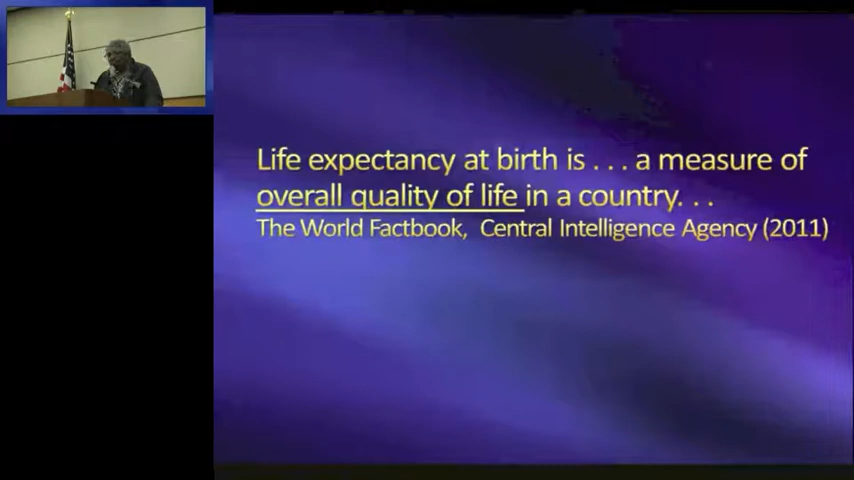 Life expectancy at birth is . . . a measure of
overall quality of life in a country. . .
The World Factbook, Central Intelligence Agency (2011)